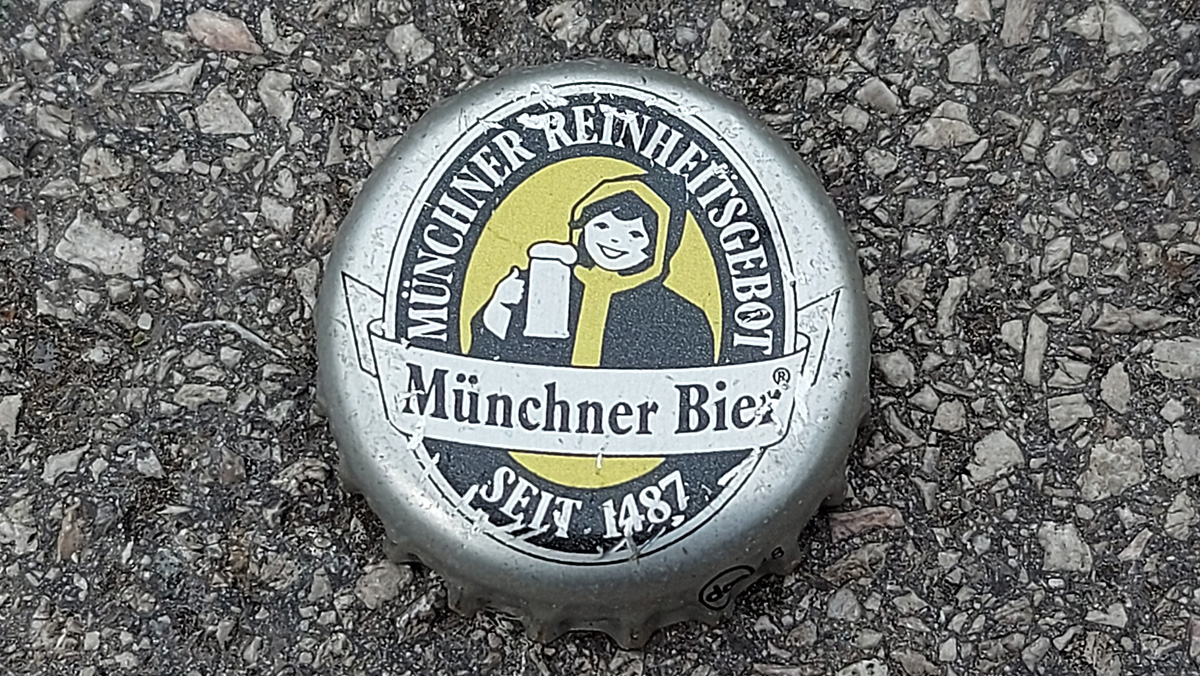 MÜNCHNER REINHEITSGEBOT
Münchner Bier®
SEIT 1487